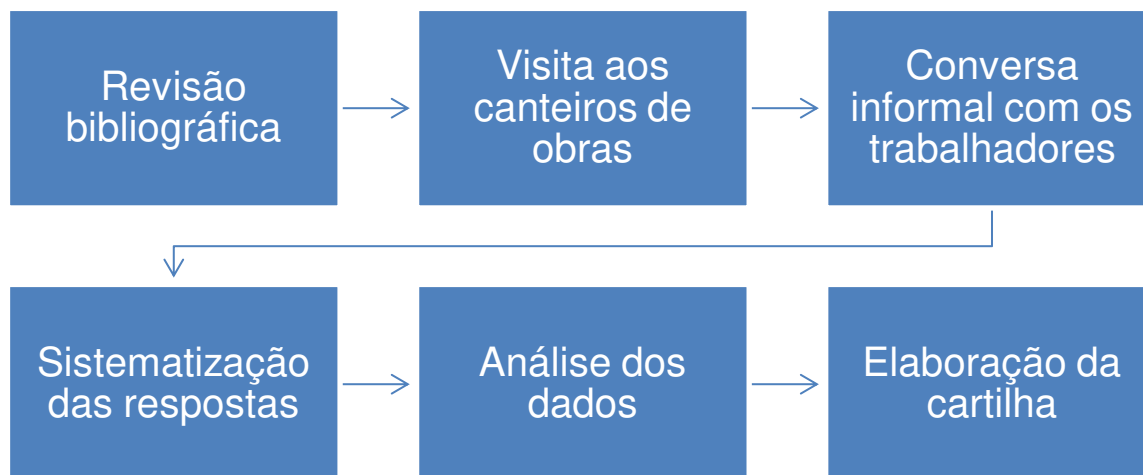 Revisão
bibliográfica
Visita aos
canteiros de
obras
Conversa
informal com os
trabalhadores
Sistematização
das respostas
Análise dos
dados
Elaboração da
cartilha